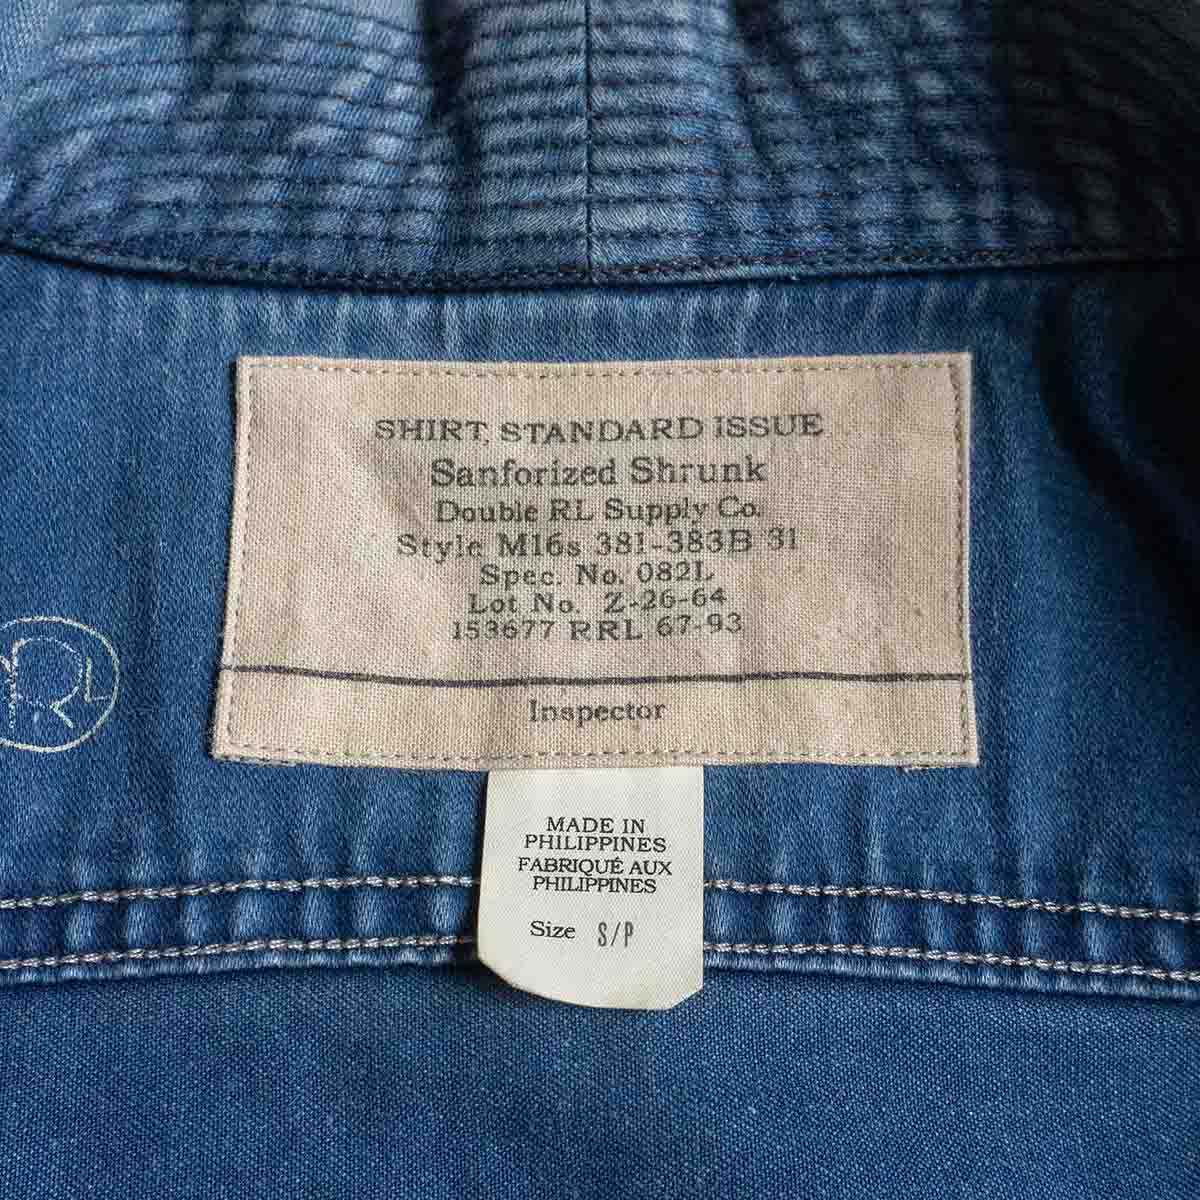 SHIRT, STANDARD ISSUE
Sanforized Shrunk
Double RL Supply Co.
Style M16s 381-383B 31
Spec. No. 082L
Lot No. Z-26-64
153677 RRL 67-93
Inspector
RRL
MADE IN
PHILIPPINES
FABRIQUÉ AUX
PHILIPPINES
Size S/P